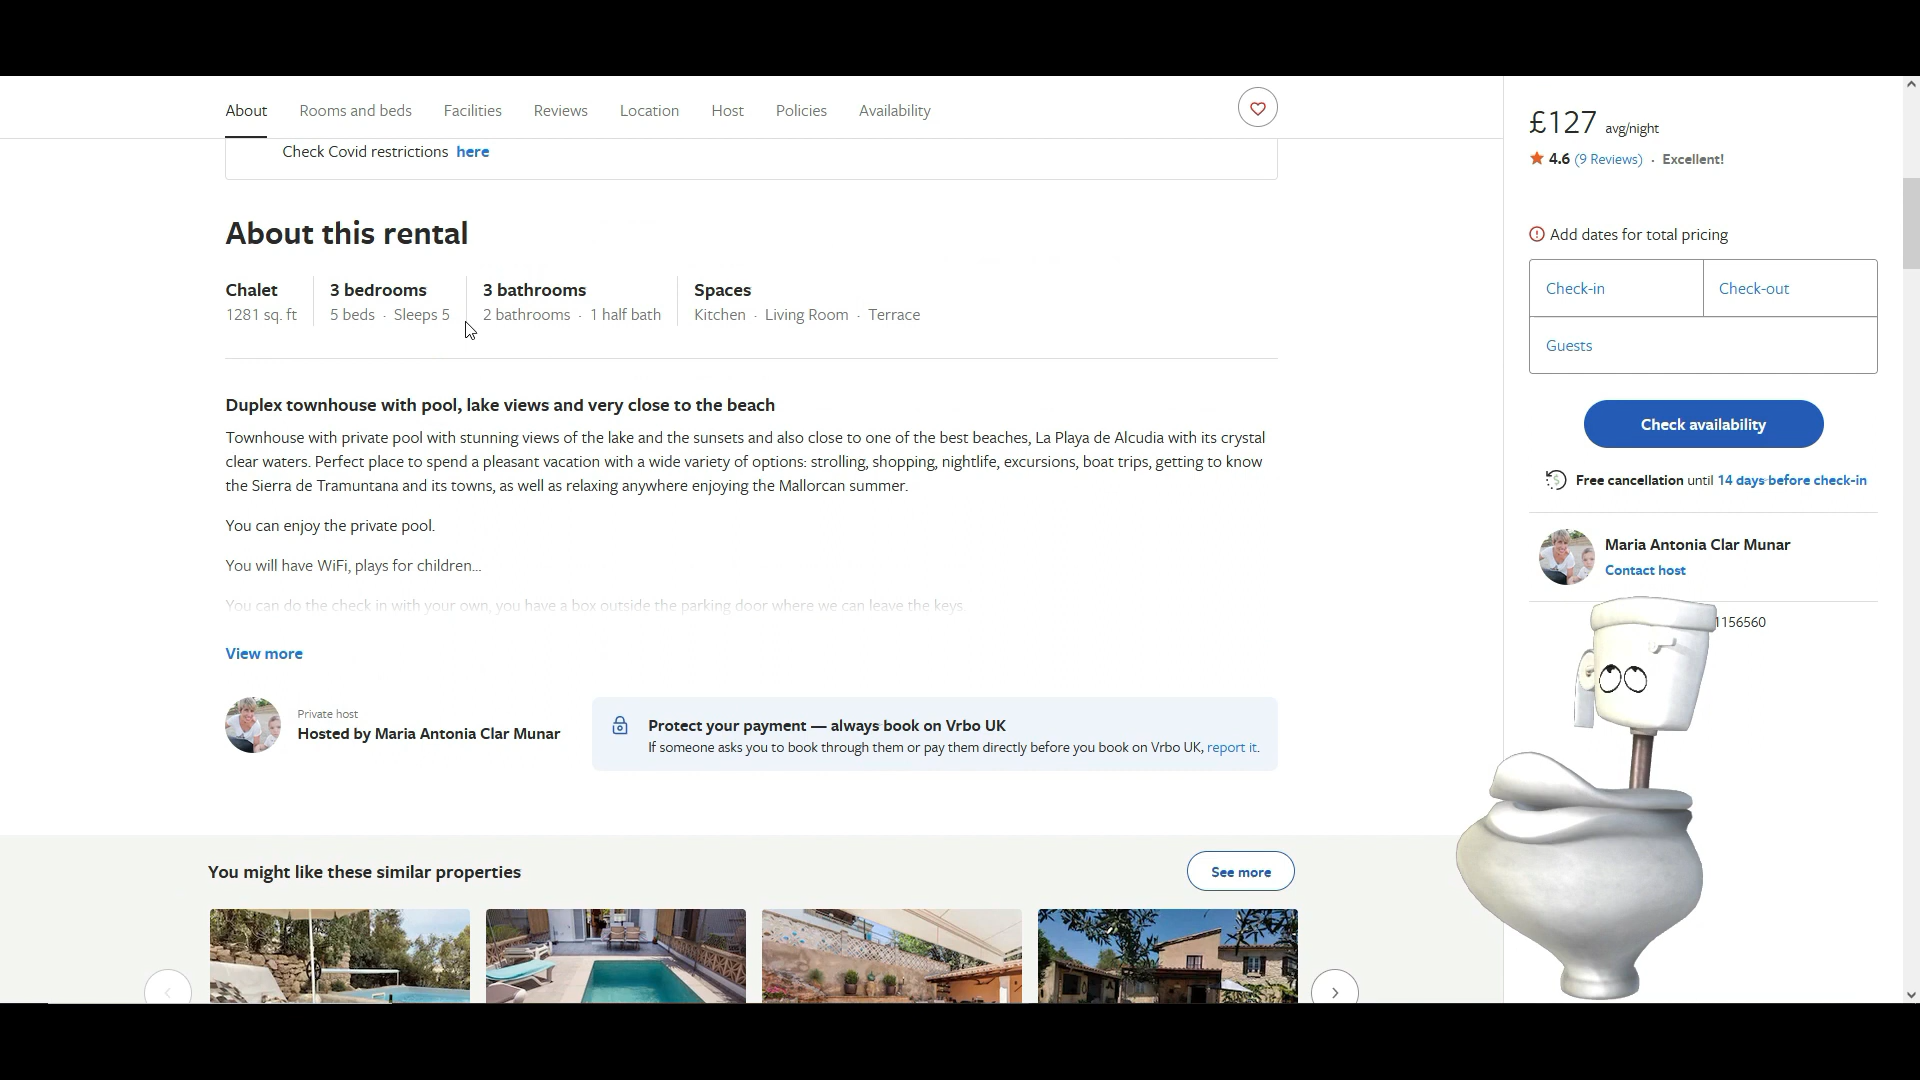 About Rooms and beds Facilities Reviews Location Host Policies Availability
Check Covid restrictions here
About this rental
Chalet
1281 sq. ft
3 bedrooms
5 beds · Sleeps 5
3 bathrooms
2 bathrooms · 1 half bath
Spaces
Kitchen · Living Room · Terrace
Duplex townhouse with pool, lake views and very close to the beach
Townhouse with private pool with stunning views of the lake and the sunsets and also close to one of the best beaches, La Playa de Alcudia with its crystal
clear waters. Perfect place to spend a pleasant vacation with a wide variety of options: strolling, shopping, nightlife, excursions, boat trips, getting to know
the Sierra de Tramuntana and its towns, as well as relaxing anywhere enjoying the Mallorcan summer.
You can enjoy the private pool.
You will have WiFi, plays for children...
You can do the check in with your own, you have a box outside the parking door where we can leave the keys.
View more
Private host
Hosted by Maria Antonia Clar Munar
Protect your payment — always book on Vrbo UK
If someone asks you to book through them or pay them directly before you book on Vrbo UK, report it.
You might like these similar properties
See more
£127 avg/night
4.6 (9 Reviews) · Excellent!
Add dates for total pricing
Check-in
Check-out
Guests
Check availability
Free cancellation until 14 days before check-in
Maria Antonia Clar Munar
Contact host
1156560